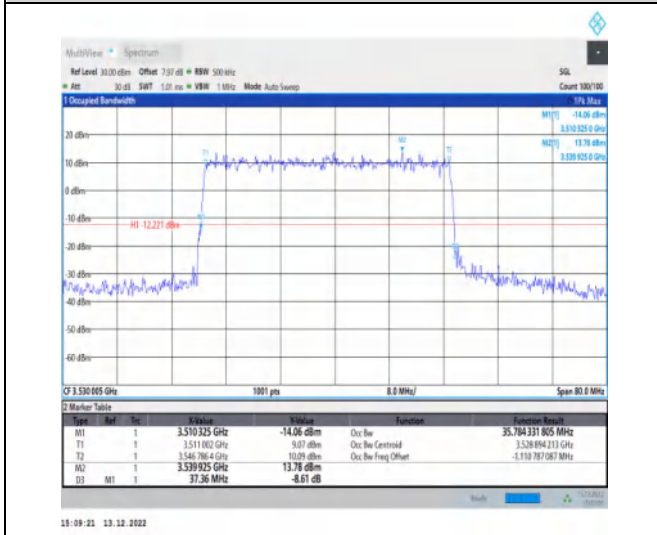 MultiView Spectrum
Ref Level 30.00 dBm Offset 7.97 dB RBW 500 kHz SGL
Att 30 dB SWT 1.01 ms VBW 1 MHz Mode Auto Sweep Count 100/100
1 Occupied Bandwidth 1Pk Max
M1[1] -14.06 dBm
3.510 325 0 GHz
M2[1] 13.78 dBm
3.539 925 0 GHz
20 dBm
M2
T1
T2
10 dBm
0 dBm
-10 dBm
H1 -12.221 dBm
M1
-20 dBm
-30 dBm
-40 dBm
-50 dBm
-60 dBm
CF 3.530 005 GHz 1001 pts 8.0 MHz/ Span 80.0 MHz
2 Marker Table
Type Ref Trc X-Value Y-Value Function Function Result
M1 1 3.510 325 GHz -14.06 dBm Occ Bw 35.784 331 805 MHz
T1 1 3.511 002 GHz 9.07 dBm Occ Bw Centroid 3.528 894 213 GHz
T2 1 3.546 786 4 GHz 10.09 dBm Occ Bw Freq Offset -1.110 787 087 MHz
M2 1 3.539 925 GHz 13.78 dBm
D3 M1 1 37.36 MHz -8.61 dB
Ready
15:09:21 13.12.2022